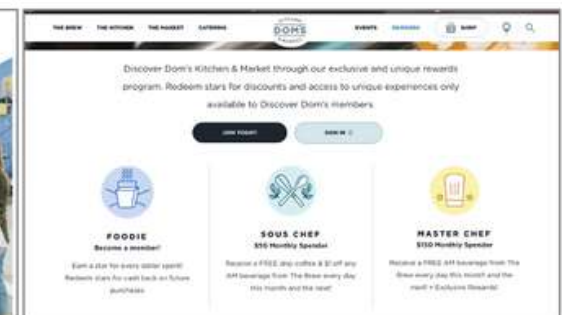 THE BREW THE KITCHEN THE MARKET CATERING DOM'S EVENTS REWARDS SHOP
Discover Dom's Kitchen & Market through our exclusive and unique rewards
program. Redeem stars for discounts and access to unique experiences only
available to Discover Dom's members.
JOIN TODAY! SIGN IN
FOODIE
Become a member!
Earn a star for every dollar spent!
Redeem stars for cash back on future
purchases
SOUS CHEF
$50 Monthly Spender
Receive a FREE drip coffee & $1 off any
AM beverage from The Brew every day
this month and the next!
MASTER CHEF
$150 Monthly Spender
Receive a FREE AM beverage from The
Brew every day this month and the
next! + Exclusive Rewards!